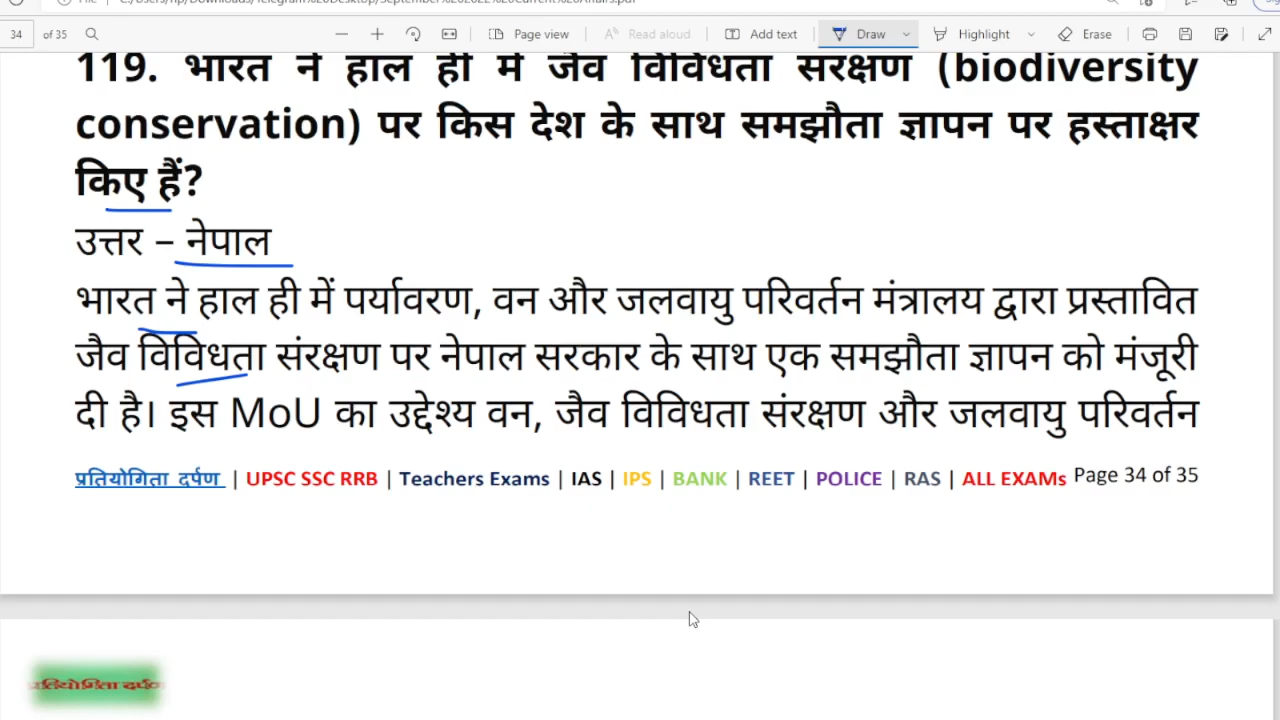 34 of 35 Page view Read aloud Add text Draw Highlight Erase
119. भारत ने हाल ही में जैव विविधता संरक्षण (biodiversity
conservation) पर किस देश के साथ समझौता ज्ञापन पर हस्ताक्षर
किए हैं?
उत्तर – नेपाल
भारत ने हाल ही में पर्यावरण, वन और जलवायु परिवर्तन मंत्रालय द्वारा प्रस्तावित
जैव विविधता संरक्षण पर नेपाल सरकार के साथ एक समझौता ज्ञापन को मंजूरी
दी है। इस MoU का उद्देश्य वन, जैव विविधता संरक्षण और जलवायु परिवर्तन
प्रतियोगिता दर्पण | UPSC SSC RRB | Teachers Exams | IAS | IPS | BANK | REET | POLICE | RAS | ALL EXAMs Page 34 of 35
प्रतियोगिता दर्पण